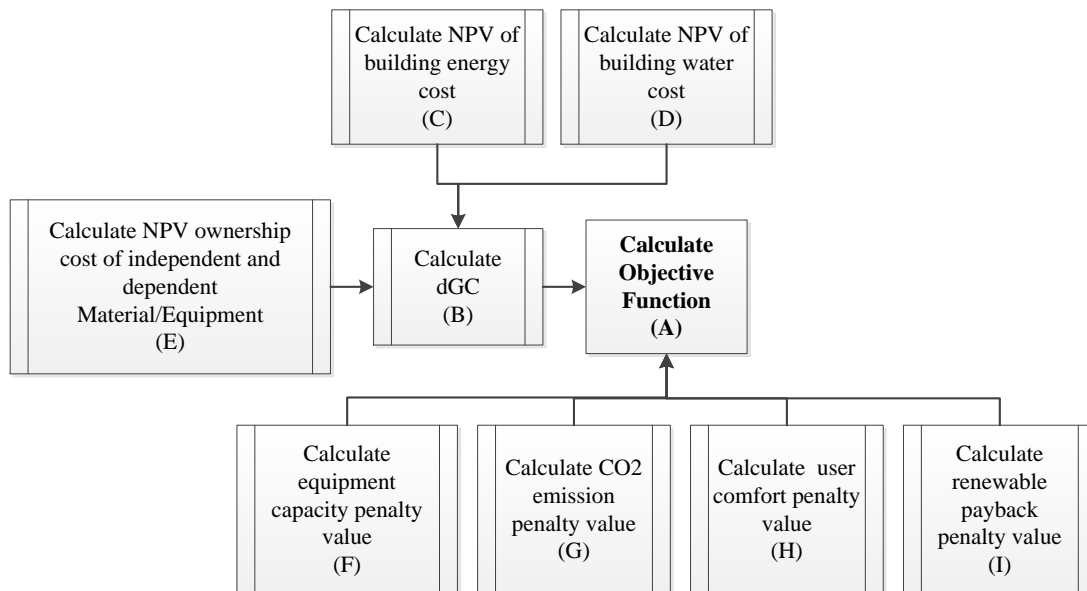 Calculate NPV of
building energy
cost
(C)
Calculate NPV of
building water
cost
(D)
Calculate NPV ownership
cost of independent and
dependent
Material/Equipment
(E)
Calculate
dGC
(B)
Calculate
Objective
Function
(A)
Calculate
equipment
capacity penalty
value
(F)
Calculate CO2
emission
penalty value
(G)
Calculate user
comfort penalty
value
(H)
Calculate
renewable
payback
penalty value
(I)